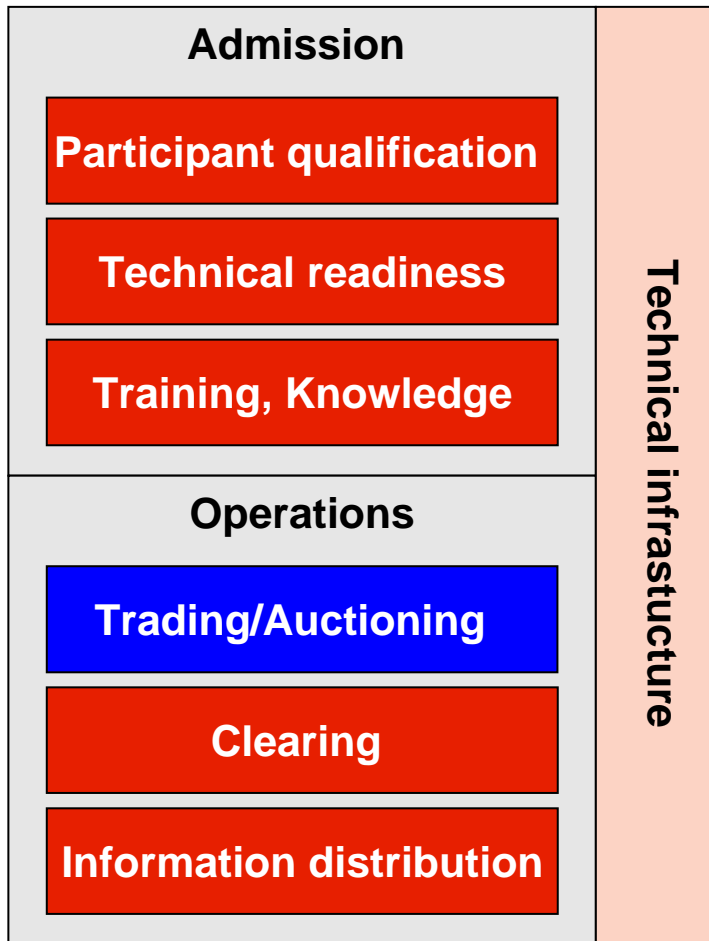 Admission
Participant qualification
Technical readiness
Training, Knowledge
Operations
Trading/Auctioning
Clearing
Information distribution
Technical infrastucture